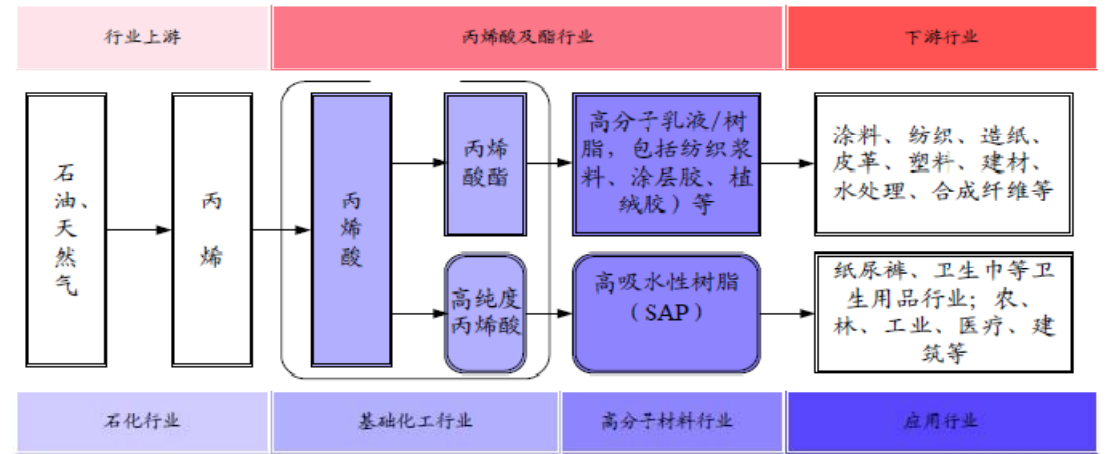 行业上游
丙烯酸及酯行业
下游行业
石
油、
天
然
气
丙
烯
丙
烯
酸
丙烯
酸酯
高纯度
丙烯酸
高分子乳液/树
脂，包括纺织浆
料、涂层胶、植
绒胶）等
高吸水性树脂
（SAP）
涂料、纺织、造纸、
皮革、塑料、建材、
水处理、合成纤维等
纸尿裤、卫生巾等卫
生用品行业；农、
林、工业、医疗、建
筑等
石化行业
基础化工行业
高分子材料行业
应用行业